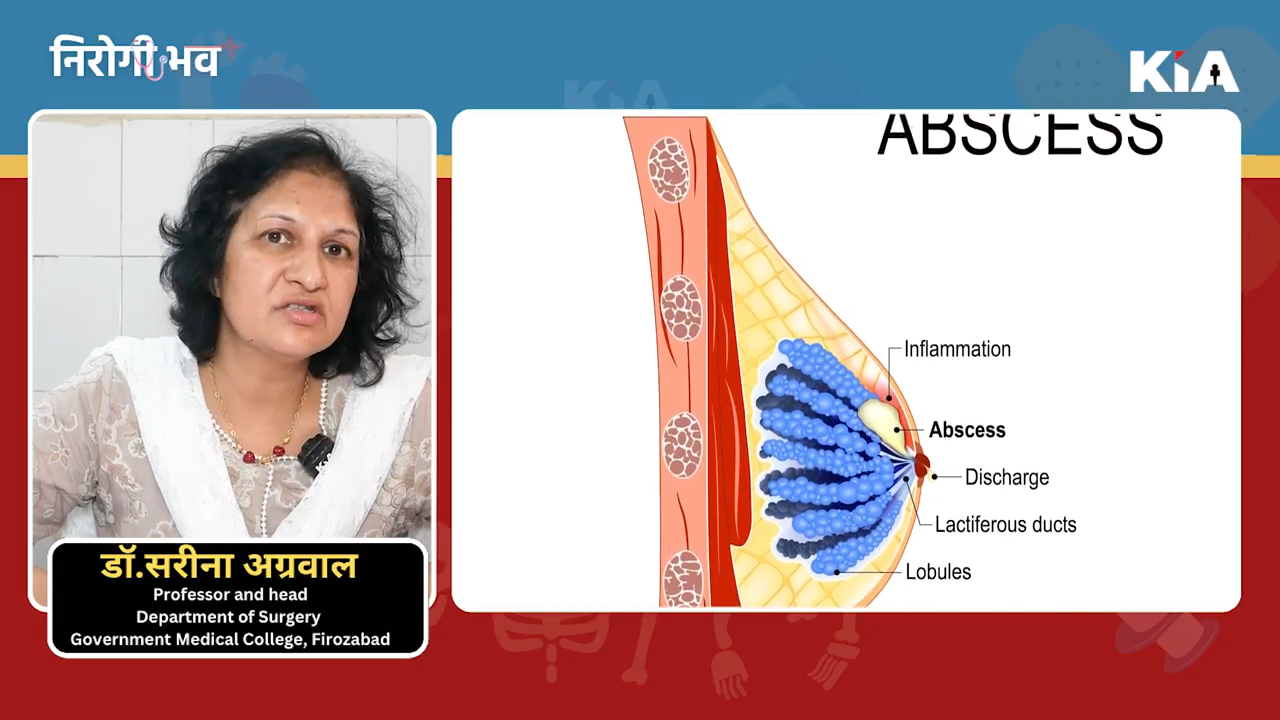 निरोगी भव
KiA
KiA
ABSCESS
Inflammation
Abscess
Discharge
Lactiferous ducts
Lobules
डॉ.सरीना अग्रवाल
Professor and head
Department of Surgery
Government Medical College, Firozabad